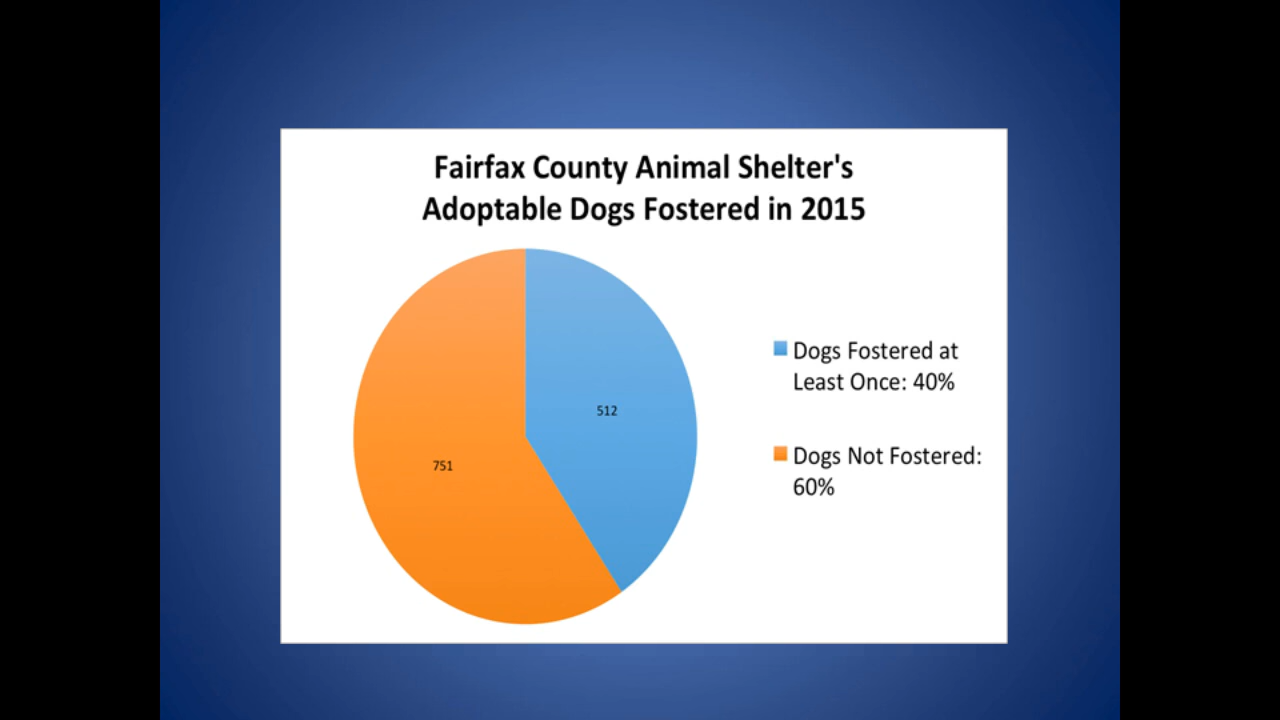 Fairfax County Animal Shelter's
Adoptable Dogs Fostered in 2015
512
751
Dogs Fostered at
Least Once: 40%
Dogs Not Fostered:
60%